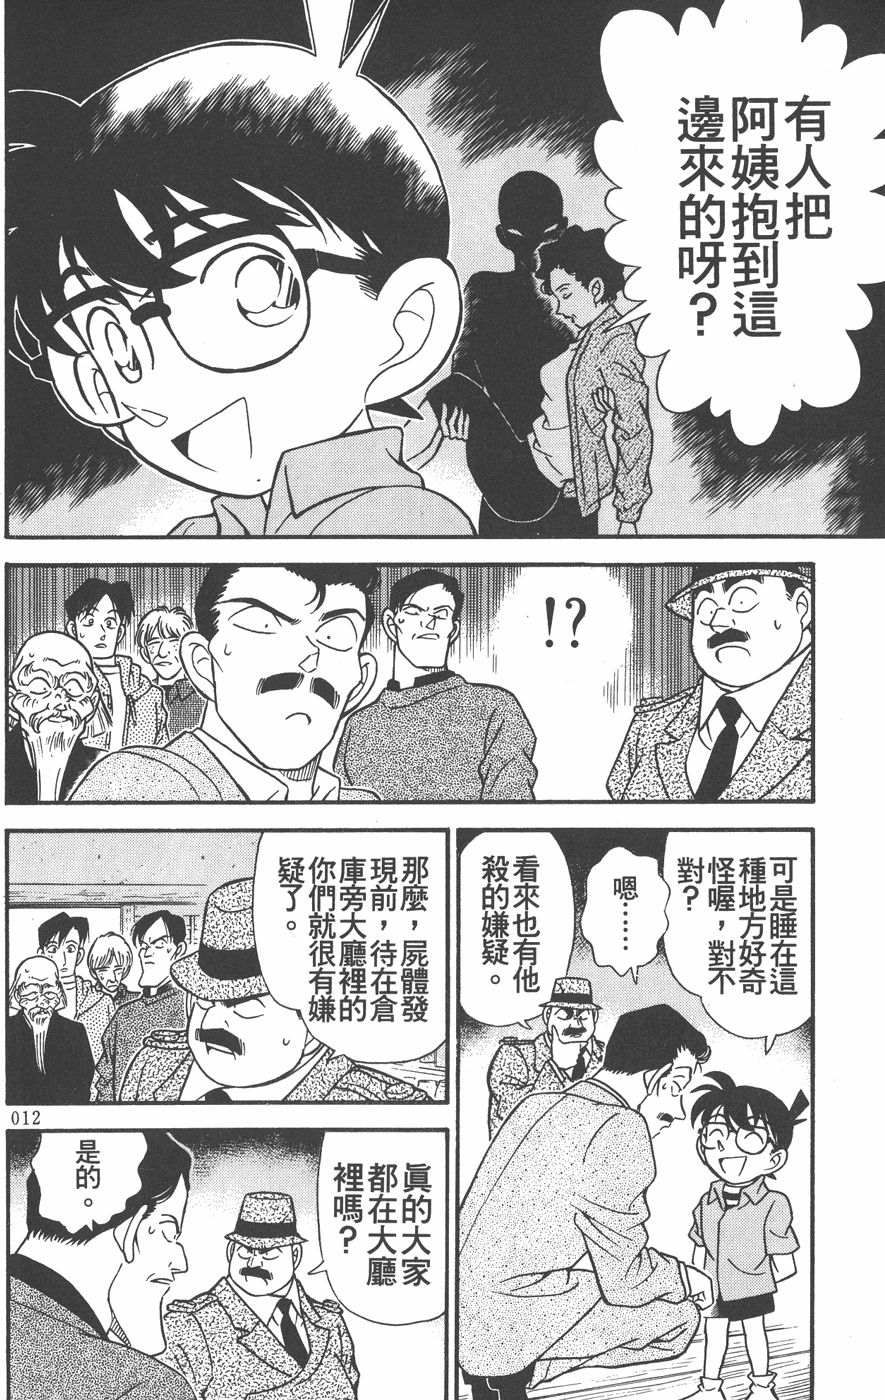 有人把
阿姨抱到這
邊來的呀？
！？
可是睡在這
種地方好奇
怪喔，對不
對？
嗯……
看來也有他
殺的嫌疑。
那麼，屍體發
現前，待在倉
庫旁大廳裡的
你們就很有嫌
疑了。
眞的大家
都在大廳
裡嗎？
是的。
012